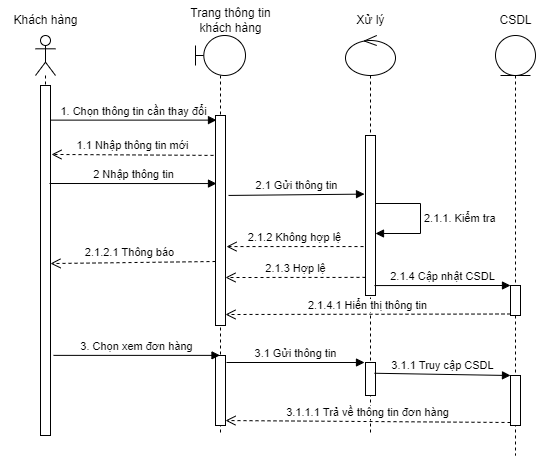 Khách hàng
Trang thông tin
khách hàng
Xử lý
CSDL
1. Chọn thông tin cần thay đổi
1.1 Nhập thông tin mới
2 Nhập thông tin
2.1 Gửi thông tin
2.1.1. Kiểm tra
2.1.2 Không hợp lệ
2.1.2.1 Thông báo
2.1.3 Hợp lệ
2.1.4 Cập nhật CSDL
2.1.4.1 Hiển thị thông tin
3. Chọn xem đơn hàng
3.1 Gửi thông tin
3.1.1 Truy cập CSDL
3.1.1.1 Trả về thông tin đơn hàng